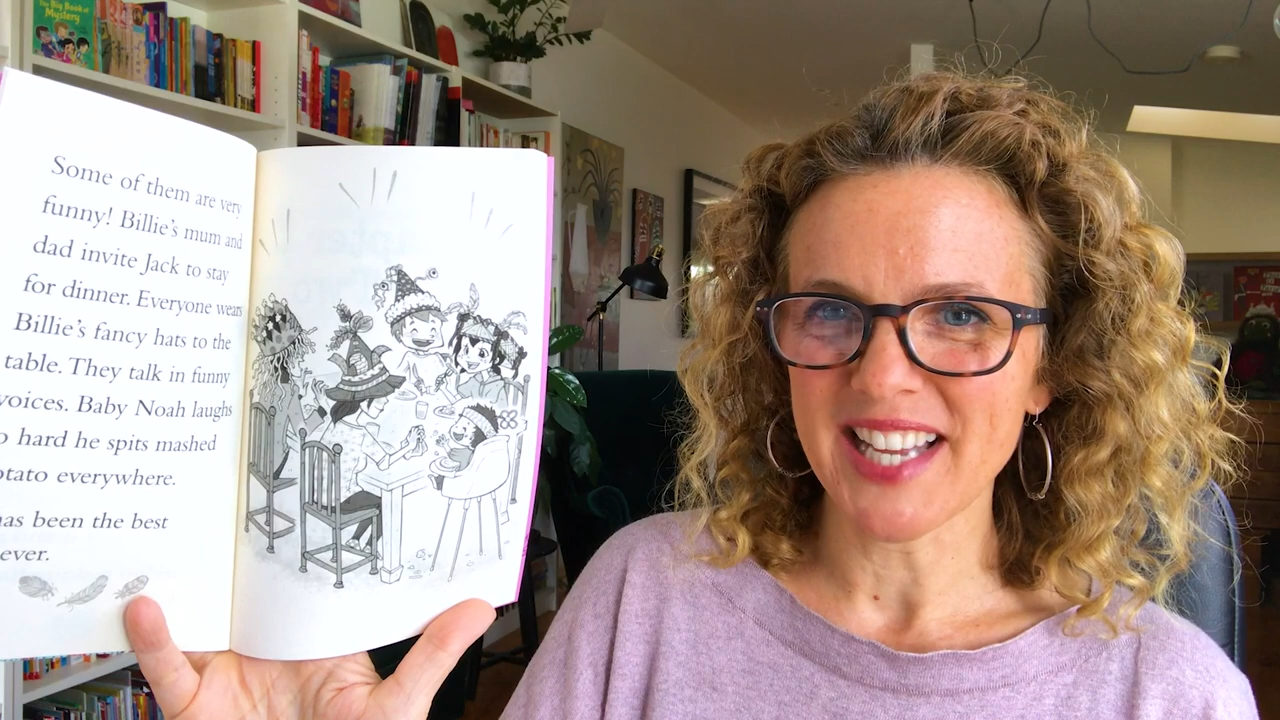 The Big Book of
Mystery
Some of them are very
funny! Billie's mum and
dad invite Jack to stay
for dinner. Everyone wears
Billie's fancy hats to the
table. They talk in funny
voices. Baby Noah laughs
hard he spits mashed
everywhere.
has been the best
ever.